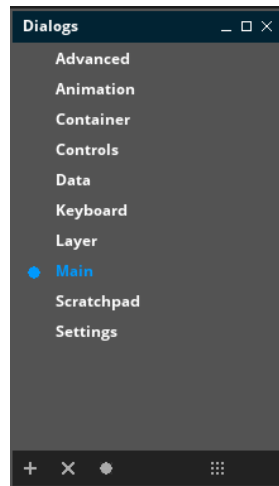 Dialogs
Advanced
Animation
Container
Controls
Data
Keyboard
Layer
Main
Scratchpad
Settings